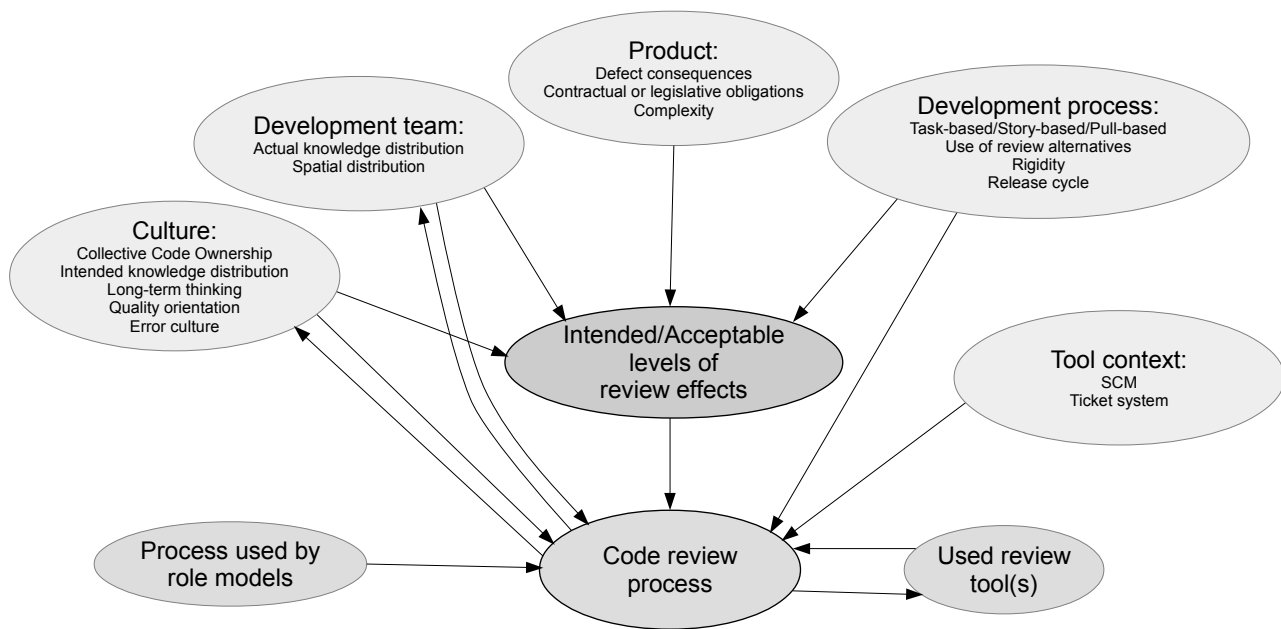 Product:
Defect consequences
Contractual or legislative obligations
Complexity
Development process:
Task-based/Story-based/Pull-based
Use of review alternatives
Rigidity
Release cycle
Development team:
Actual knowledge distribution
Spatial distribution
Culture:
Collective Code Ownership
Intended knowledge distribution
Long-term thinking
Quality orientation
Error culture
Intended/Acceptable
levels of
review effects
Tool context:
SCM
Ticket system
Process used by
role models
Code review
process
Used review
tool(s)